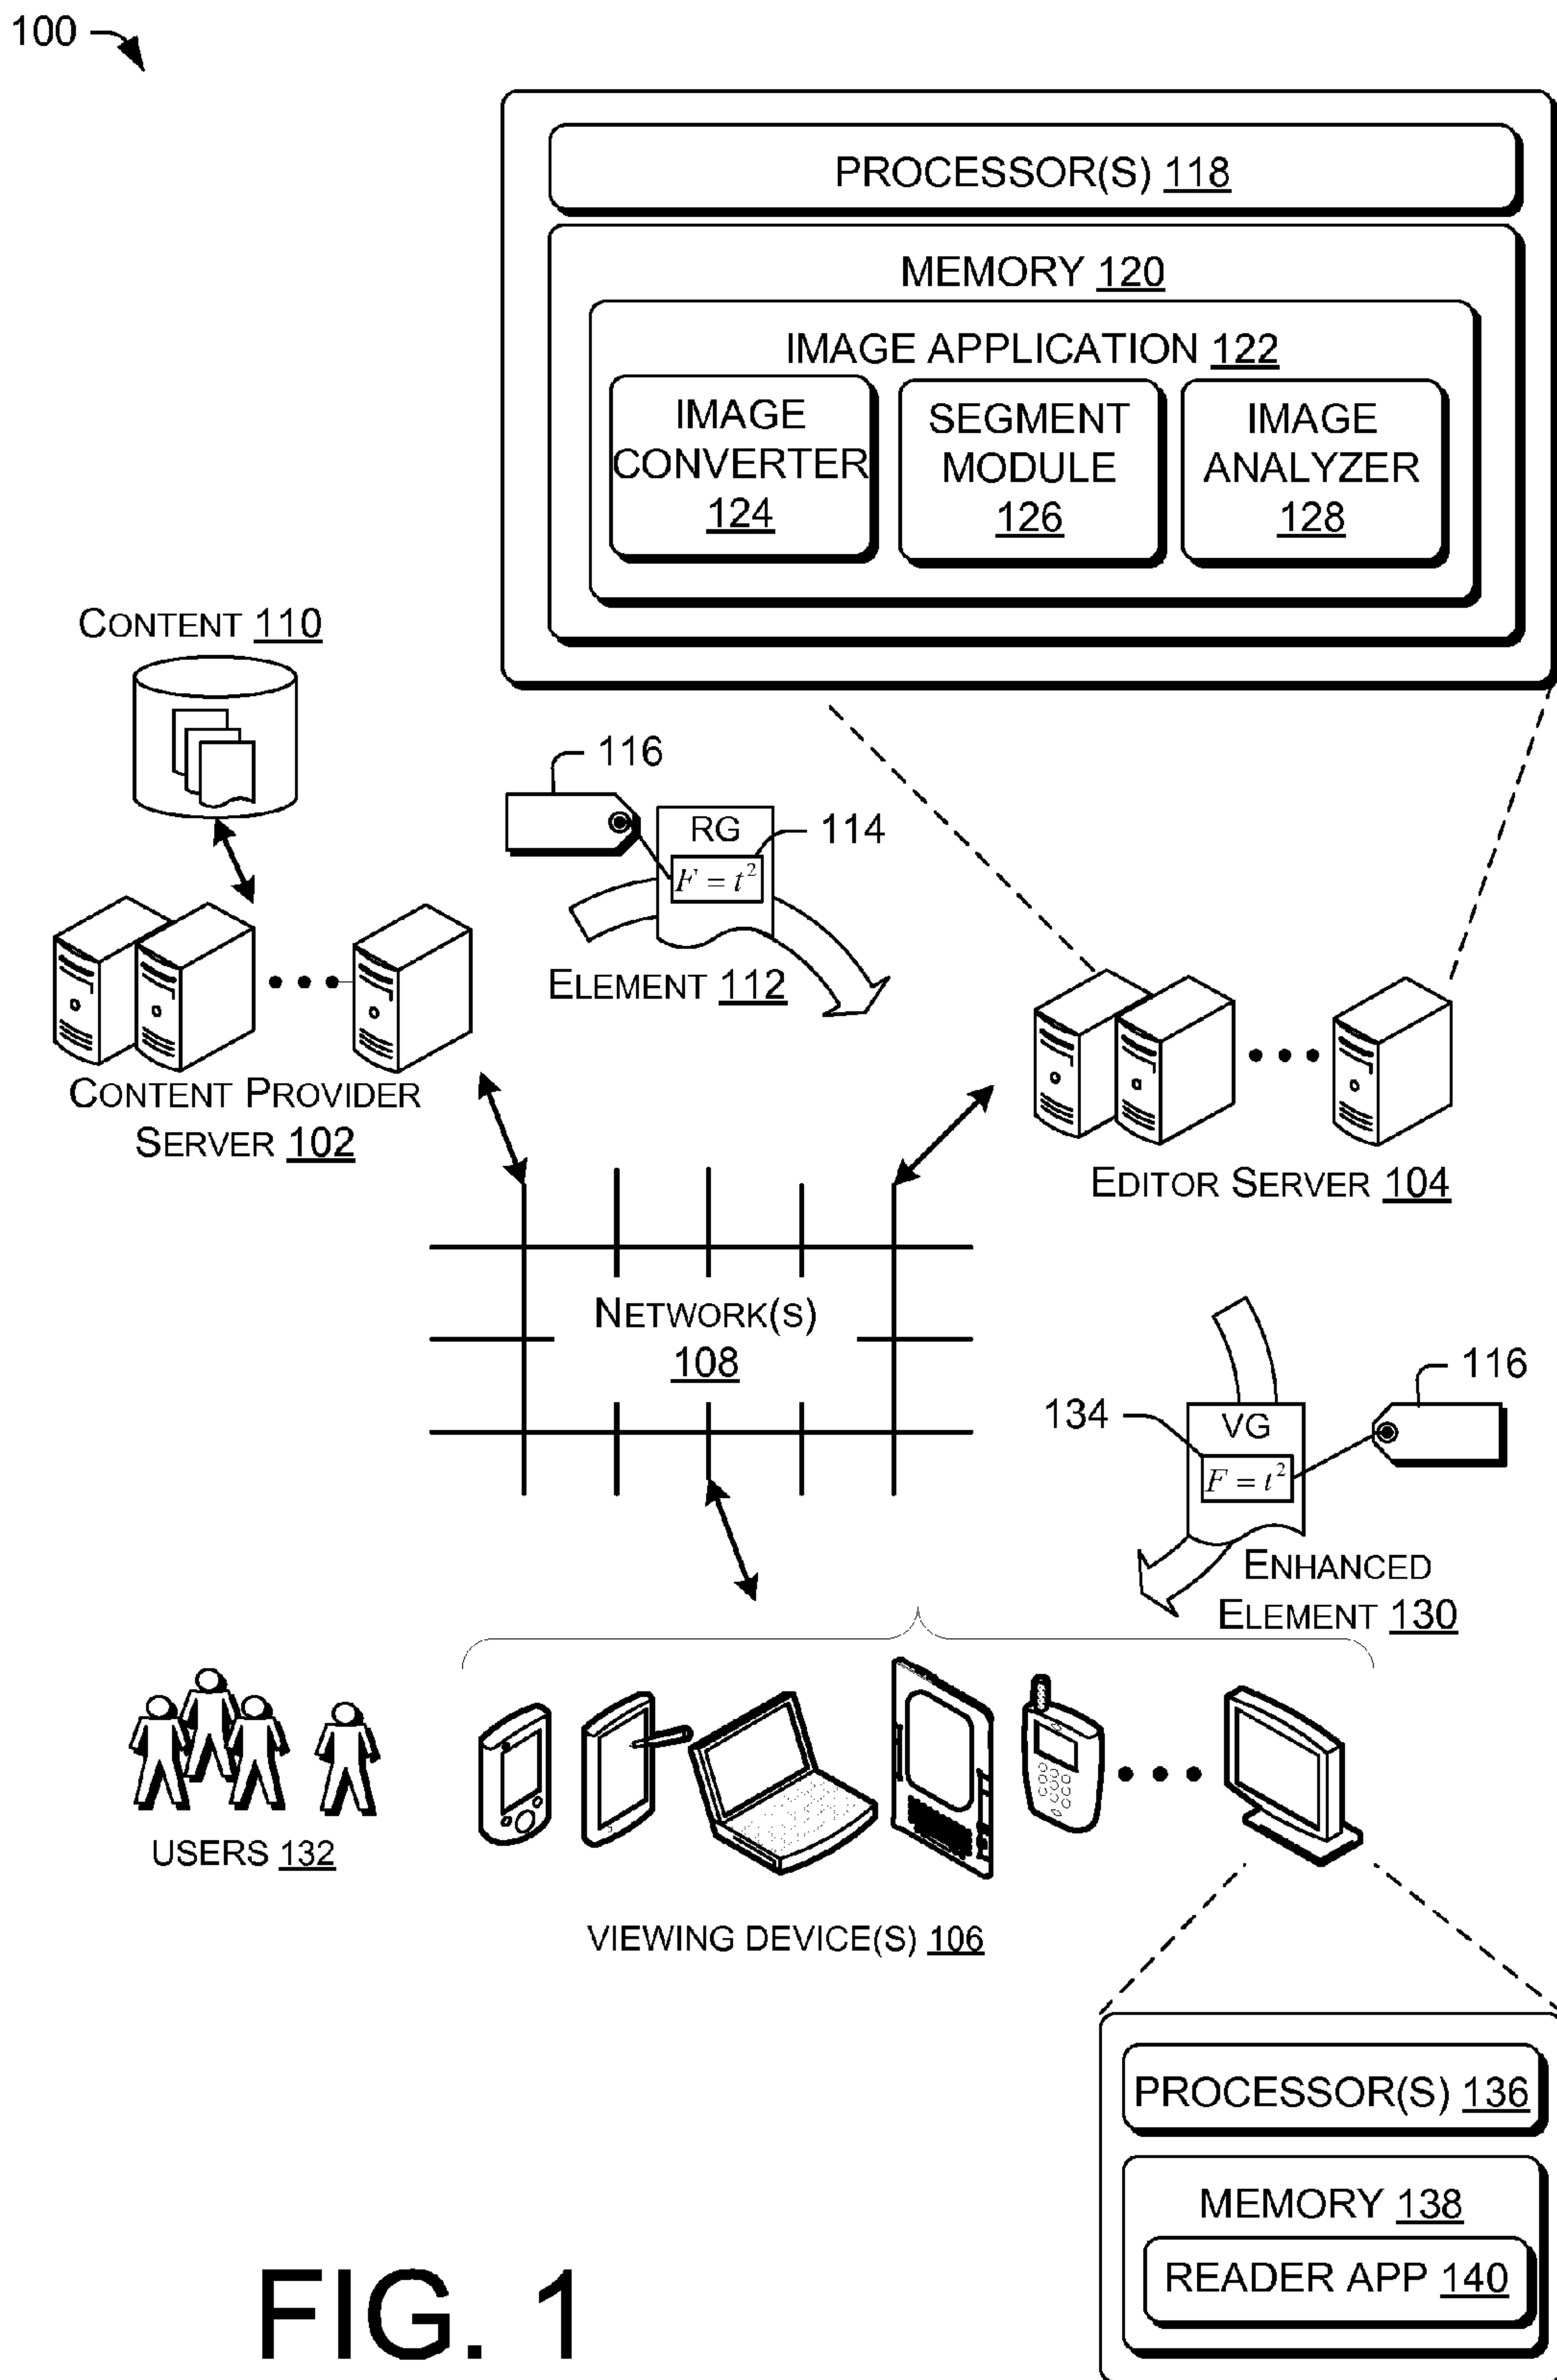 100
PROCESSOR(S) 118
MEMORY 120
IMAGE APPLICATION 122
IMAGE
CONVERTER
124
SEGMENT
MODULE
126
IMAGE
ANALYZER
128
CONTENT 110
116
RG
114
F = t²
ELEMENT 112
CONTENT PROVIDER
SERVER 102
EDITOR SERVER 104
NETWORK(S)
108
116
134
VG
F = t²
ENHANCED
ELEMENT 130
USERS 132
VIEWING DEVICE(S) 106
PROCESSOR(S) 136
MEMORY 138
READER APP 140
FIG. 1